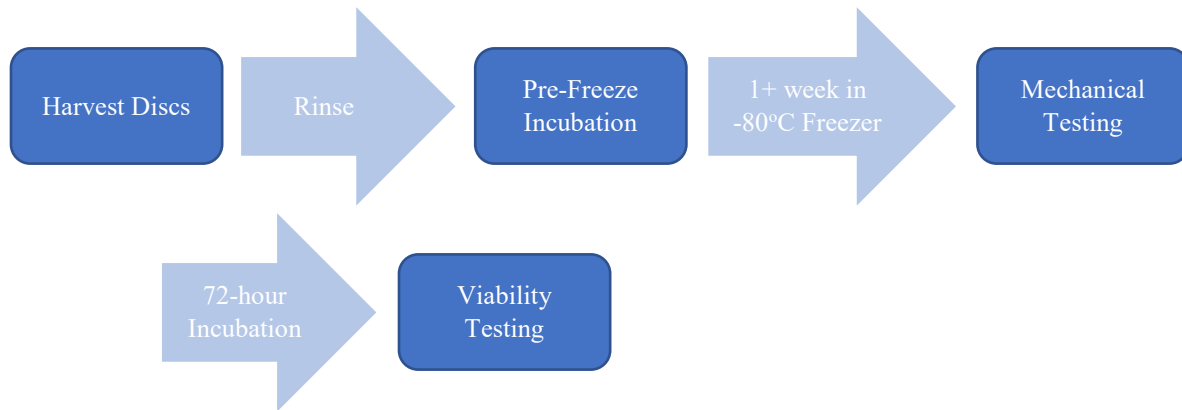 Harvest Discs
Rinse
Pre-Freeze
Incubation
1+ week in
-80°C Freezer
Mechanical
Testing
72-hour
Incubation
Viability
Testing